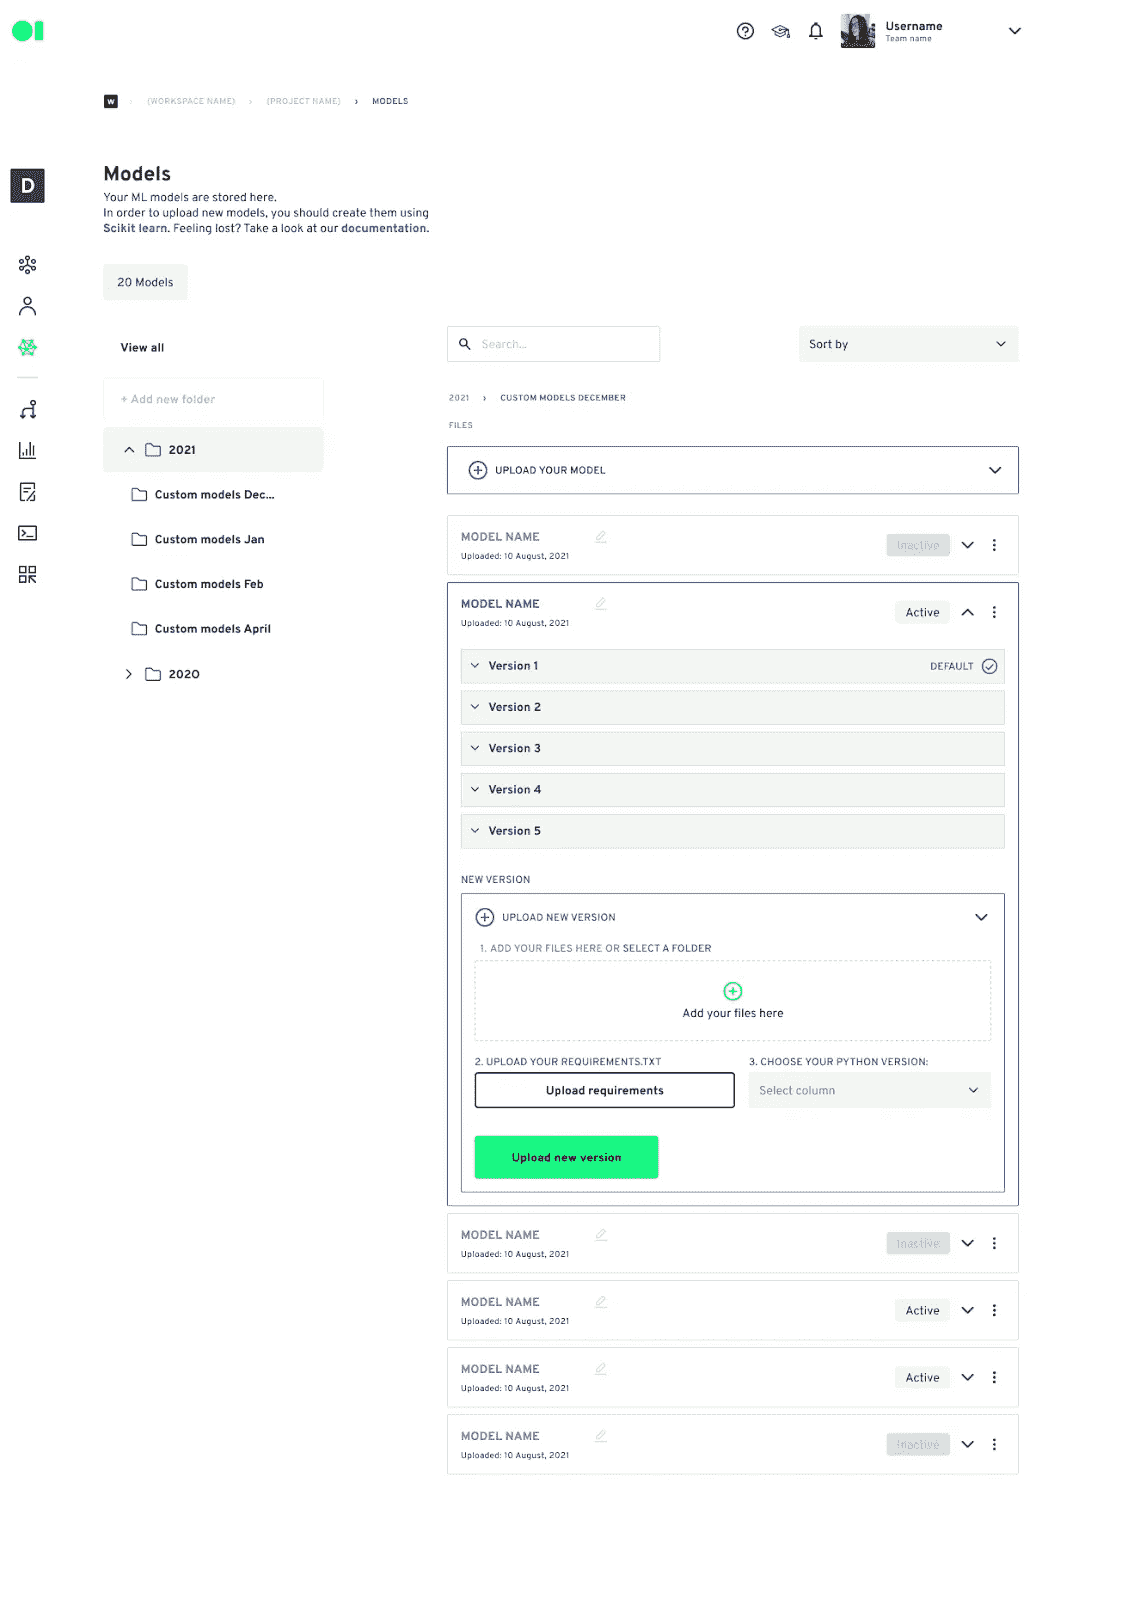 Username
Team name
W
(WORKSPACE NAME)
(PROJECT NAME)
MODELS
D
Models
Your ML models are stored here.
In order to upload new models, you should create them using
Scikit learn. Feeling lost? Take a look at our documentation.
20 Models
View all
Search...
Sort by
+ Add new folder
2021
Custom models Dec...
Custom models Jan
Custom models Feb
Custom models April
2020
2021 › CUSTOM MODELS DECEMBER
FILES
UPLOAD YOUR MODEL
MODEL NAME
Uploaded: 10 August, 2021
Inactive
MODEL NAME
Uploaded: 10 August, 2021
Active
Version 1
DEFAULT
Version 2
Version 3
Version 4
Version 5
NEW VERSION
UPLOAD NEW VERSION
1. ADD YOUR FILES HERE OR SELECT A FOLDER
Add your files here
2. UPLOAD YOUR REQUIREMENTS.TXT
Upload requirements
3. CHOOSE YOUR PYTHON VERSION:
Select column
Upload new version
MODEL NAME
Uploaded: 10 August, 2021
Inactive
MODEL NAME
Uploaded: 10 August, 2021
Active
MODEL NAME
Uploaded: 10 August, 2021
Active
MODEL NAME
Uploaded: 10 August, 2021
Inactive